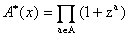 A*(x) = ∏_{a∈A} (1 + z^a)